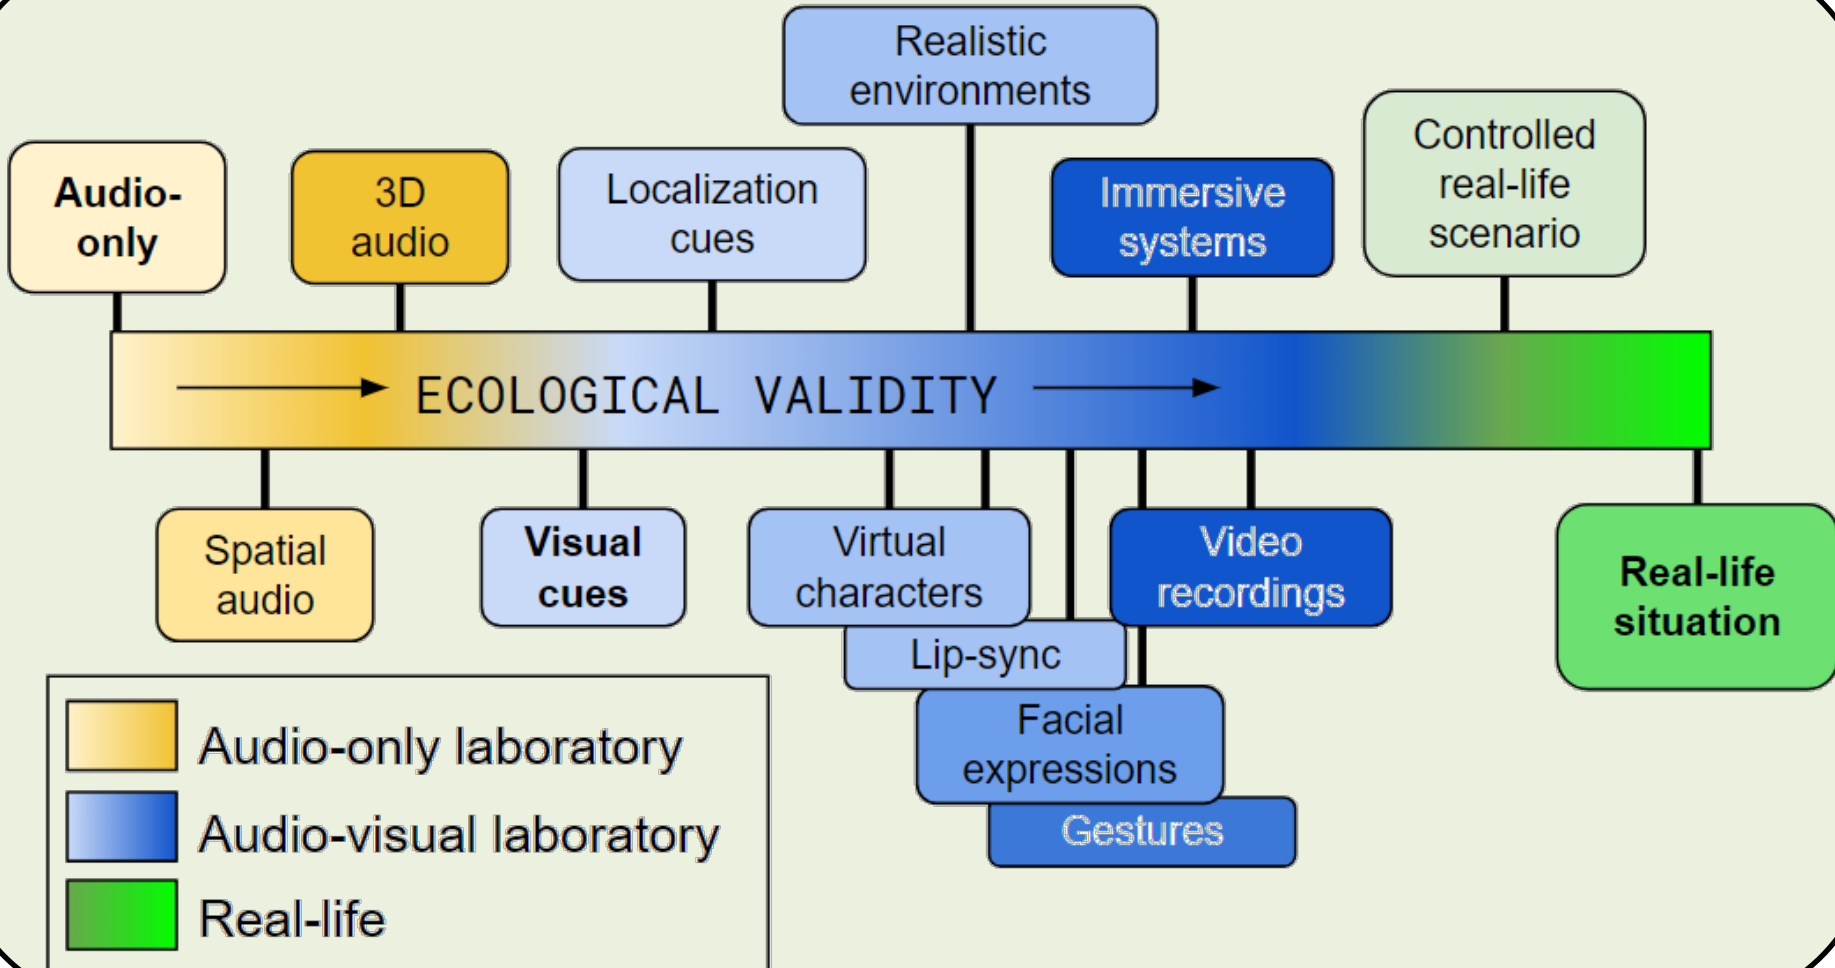 Realistic
environments
Audio-
only
3D
audio
Localization
cues
Immersive
systems
Controlled
real-life
scenario
ECOLOGICAL VALIDITY
Spatial
audio
Visual
cues
Virtual
characters
Video
recordings
Real-life
situation
Lip-sync
Facial
expressions
Gestures
Audio-only laboratory
Audio-visual laboratory
Real-life